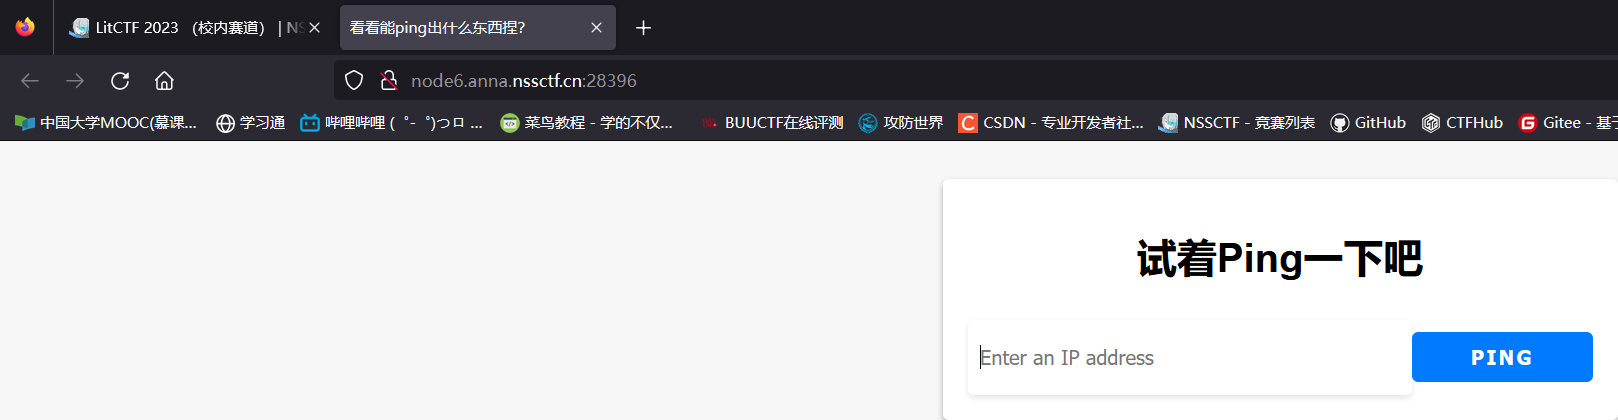 LitCTF 2023 （校内赛道） | NS
看看能ping出什么东西捏？
node6.anna.nssctf.cn:28396
中国大学MOOC(慕课... 学习通 哔哩哔哩 (゜-゜)つロ ... 菜鸟教程 - 学的不仅... BUUCTF在线评测 攻防世界 CSDN - 专业开发者社... NSSCTF - 竞赛列表 GitHub CTFHub Gitee - 基于
试着Ping一下吧
Enter an IP address
PING